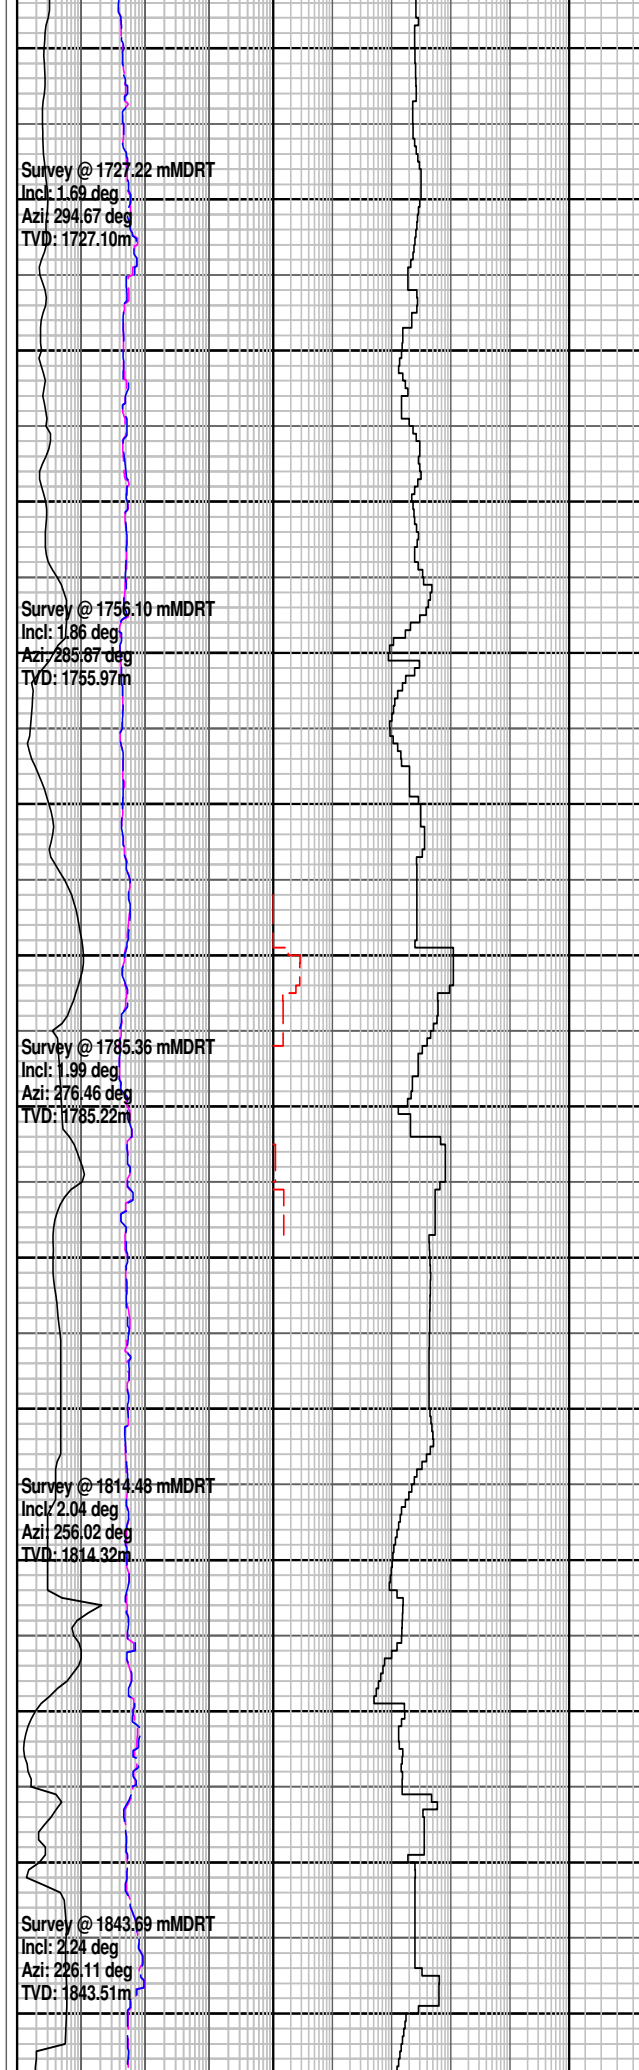 Survey @ 1727.22 mMDRT
Incl: 1.69 deg
Azi: 294.67 deg
TVD: 1727.10m
Survey @ 1756.10 mMDRT
Incl: 1.86 deg
Azi: 285.87 deg
TVD: 1755.97m
Survey @ 1785.36 mMDRT
Incl: 1.99 deg
Azi: 276.46 deg
TVD: 1785.22m
Survey @ 1814.48 mMDRT
Incl: 2.04 deg
Azi: 256.02 deg
TVD: 1814.32m
Survey @ 1843.69 mMDRT
Incl: 2.24 deg
Azi: 226.11 deg
TVD: 1843.51m